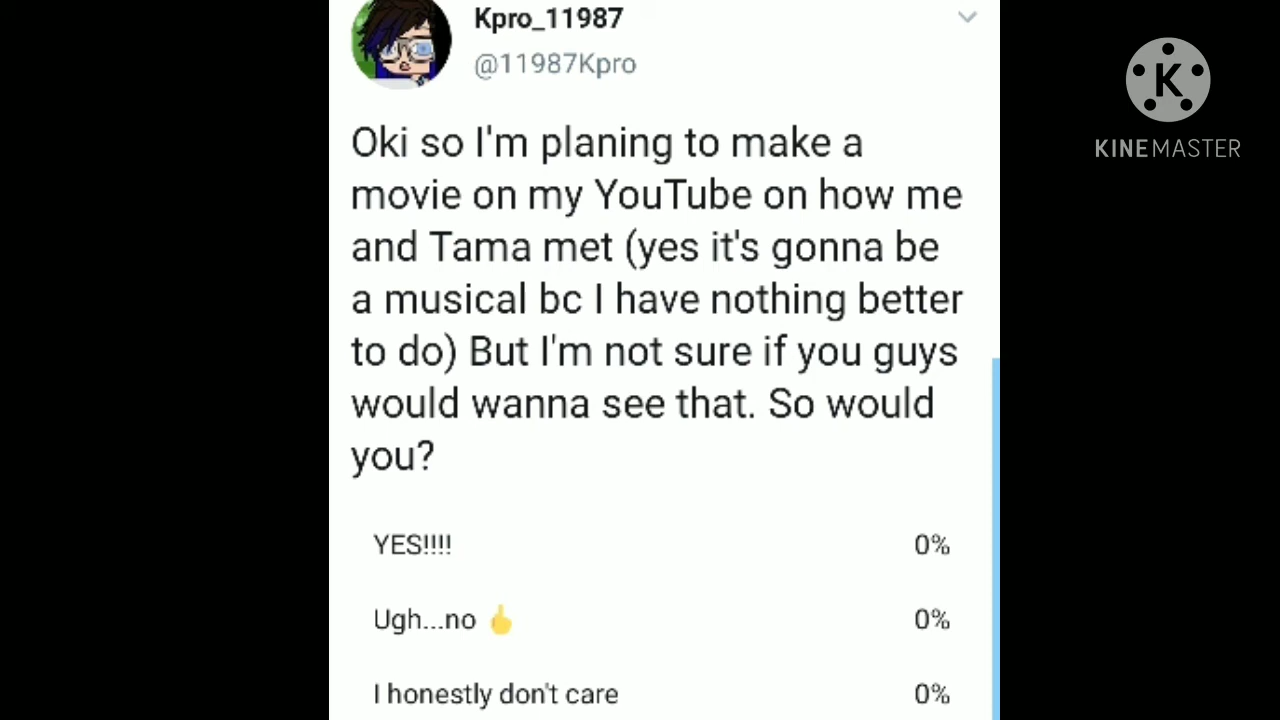 Kpro_11987
@11987Kpro
K
KINEMASTER
Oki so I'm planing to make a
movie on my YouTube on how me
and Tama met (yes it's gonna be
a musical bc I have nothing better
to do) But I'm not sure if you guys
would wanna see that. So would
you?
YES!!!! 0%
Ugh...no 🖕 0%
I honestly don't care 0%